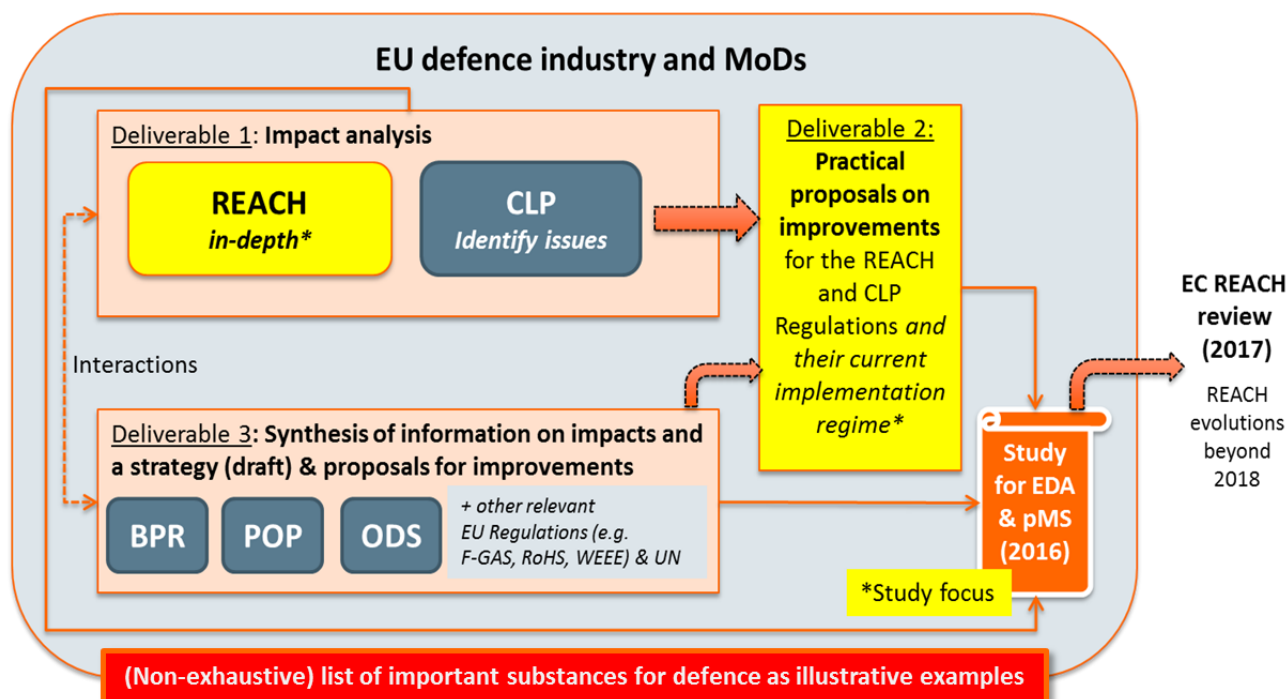 EU defence industry and MoDs
Deliverable 1: Impact analysis
REACH
in-depth*
CLP
Identify issues
Deliverable 2:
Practical
proposals on
improvements
for the REACH
and CLP
Regulations and
their current
implementation
regime*
EC REACH
review
(2017)
REACH
evolutions
beyond
2018
Interactions
Deliverable 3: Synthesis of information on impacts and
a strategy (draft) & proposals for improvements
BPR
POP
ODS
+ other relevant
EU Regulations (e.g.
F-GAS, RoHS, WEEE) & UN
Study
for EDA
& pMS
(2016)
*Study focus
(Non-exhaustive) list of important substances for defence as illustrative examples